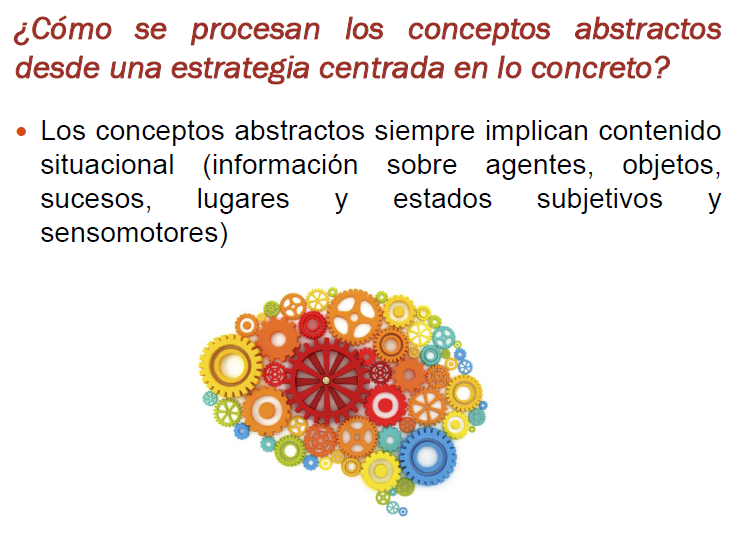 ¿Cómo se procesan los conceptos abstractos
desde una estrategia centrada en lo concreto?
• Los conceptos abstractos siempre implican contenido
situacional (información sobre agentes, objetos,
sucesos, lugares y estados subjetivos y
sensomotores)